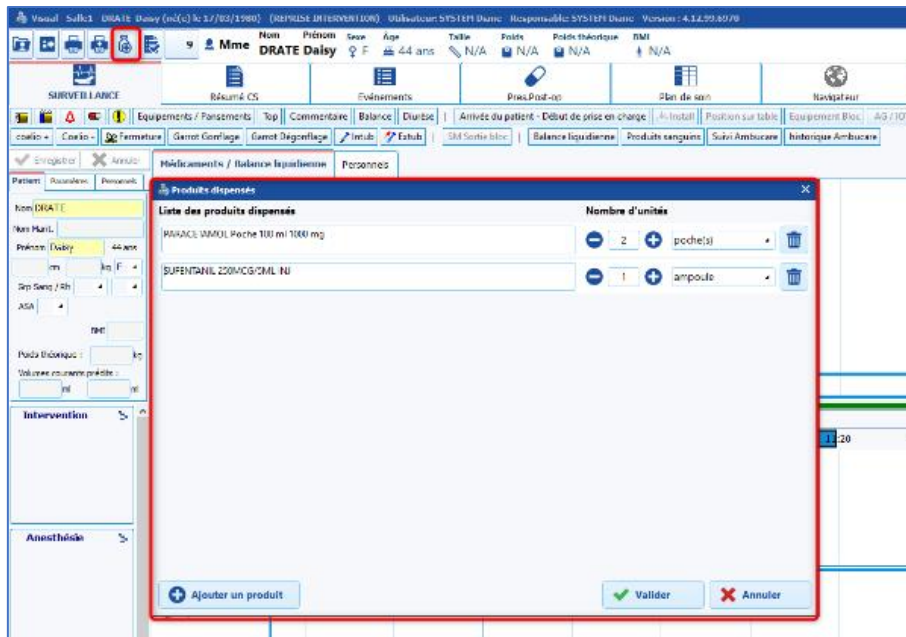 Visual Salle1 DRATE Daisy (né(e) le 17/03/1980) (REPRISE INTERVENTION) Utilisateur: SYSTEM Diane Responsable: SYSTEM Diane Version : 4.12.99.6970
9 Mme
Nom Prénom Sexe Âge Taille Poids Poids théorique BMI
DRATE Daisy F 44 ans N/A N/A N/A N/A
SURVEILLANCE Résumé CS Evénements Pres.Post-op Plan de soin Navigateur
Equipements / Pansements Top Commentaire Balance Diurèse Arrivée du patient - Début de prise en charge Install Position sur table Equipement Bloc
coelio + Coelio - Fermeture Garrot Gonflage Garrot Dégonflage Intub Extub SM Sortie bloc Balance liquidienne Produits sanguins Suivi Ambucare historique Ambucare
Enregistrer Annuler Médicaments / Balance liquidienne Personnels
Patient Paramètres Personnels
Produits dispensés
Liste des produits dispensés Nombre d'unités
PARACETAMOL Poche 100 ml 1000 mg 2 poche(s)
SUFENTANIL 250MCG/5ML INJ 1 ampoule
Nom DRATE
Nom Marit.
Prénom Daisy 44 ans
cm kg F
Grp Sang / Rh
ASA
BMI
Poids théorique : kg
Volumes courants prédits :
ml ml
Intervention
:20
Anesthésie
Ajouter un produit Valider Annuler